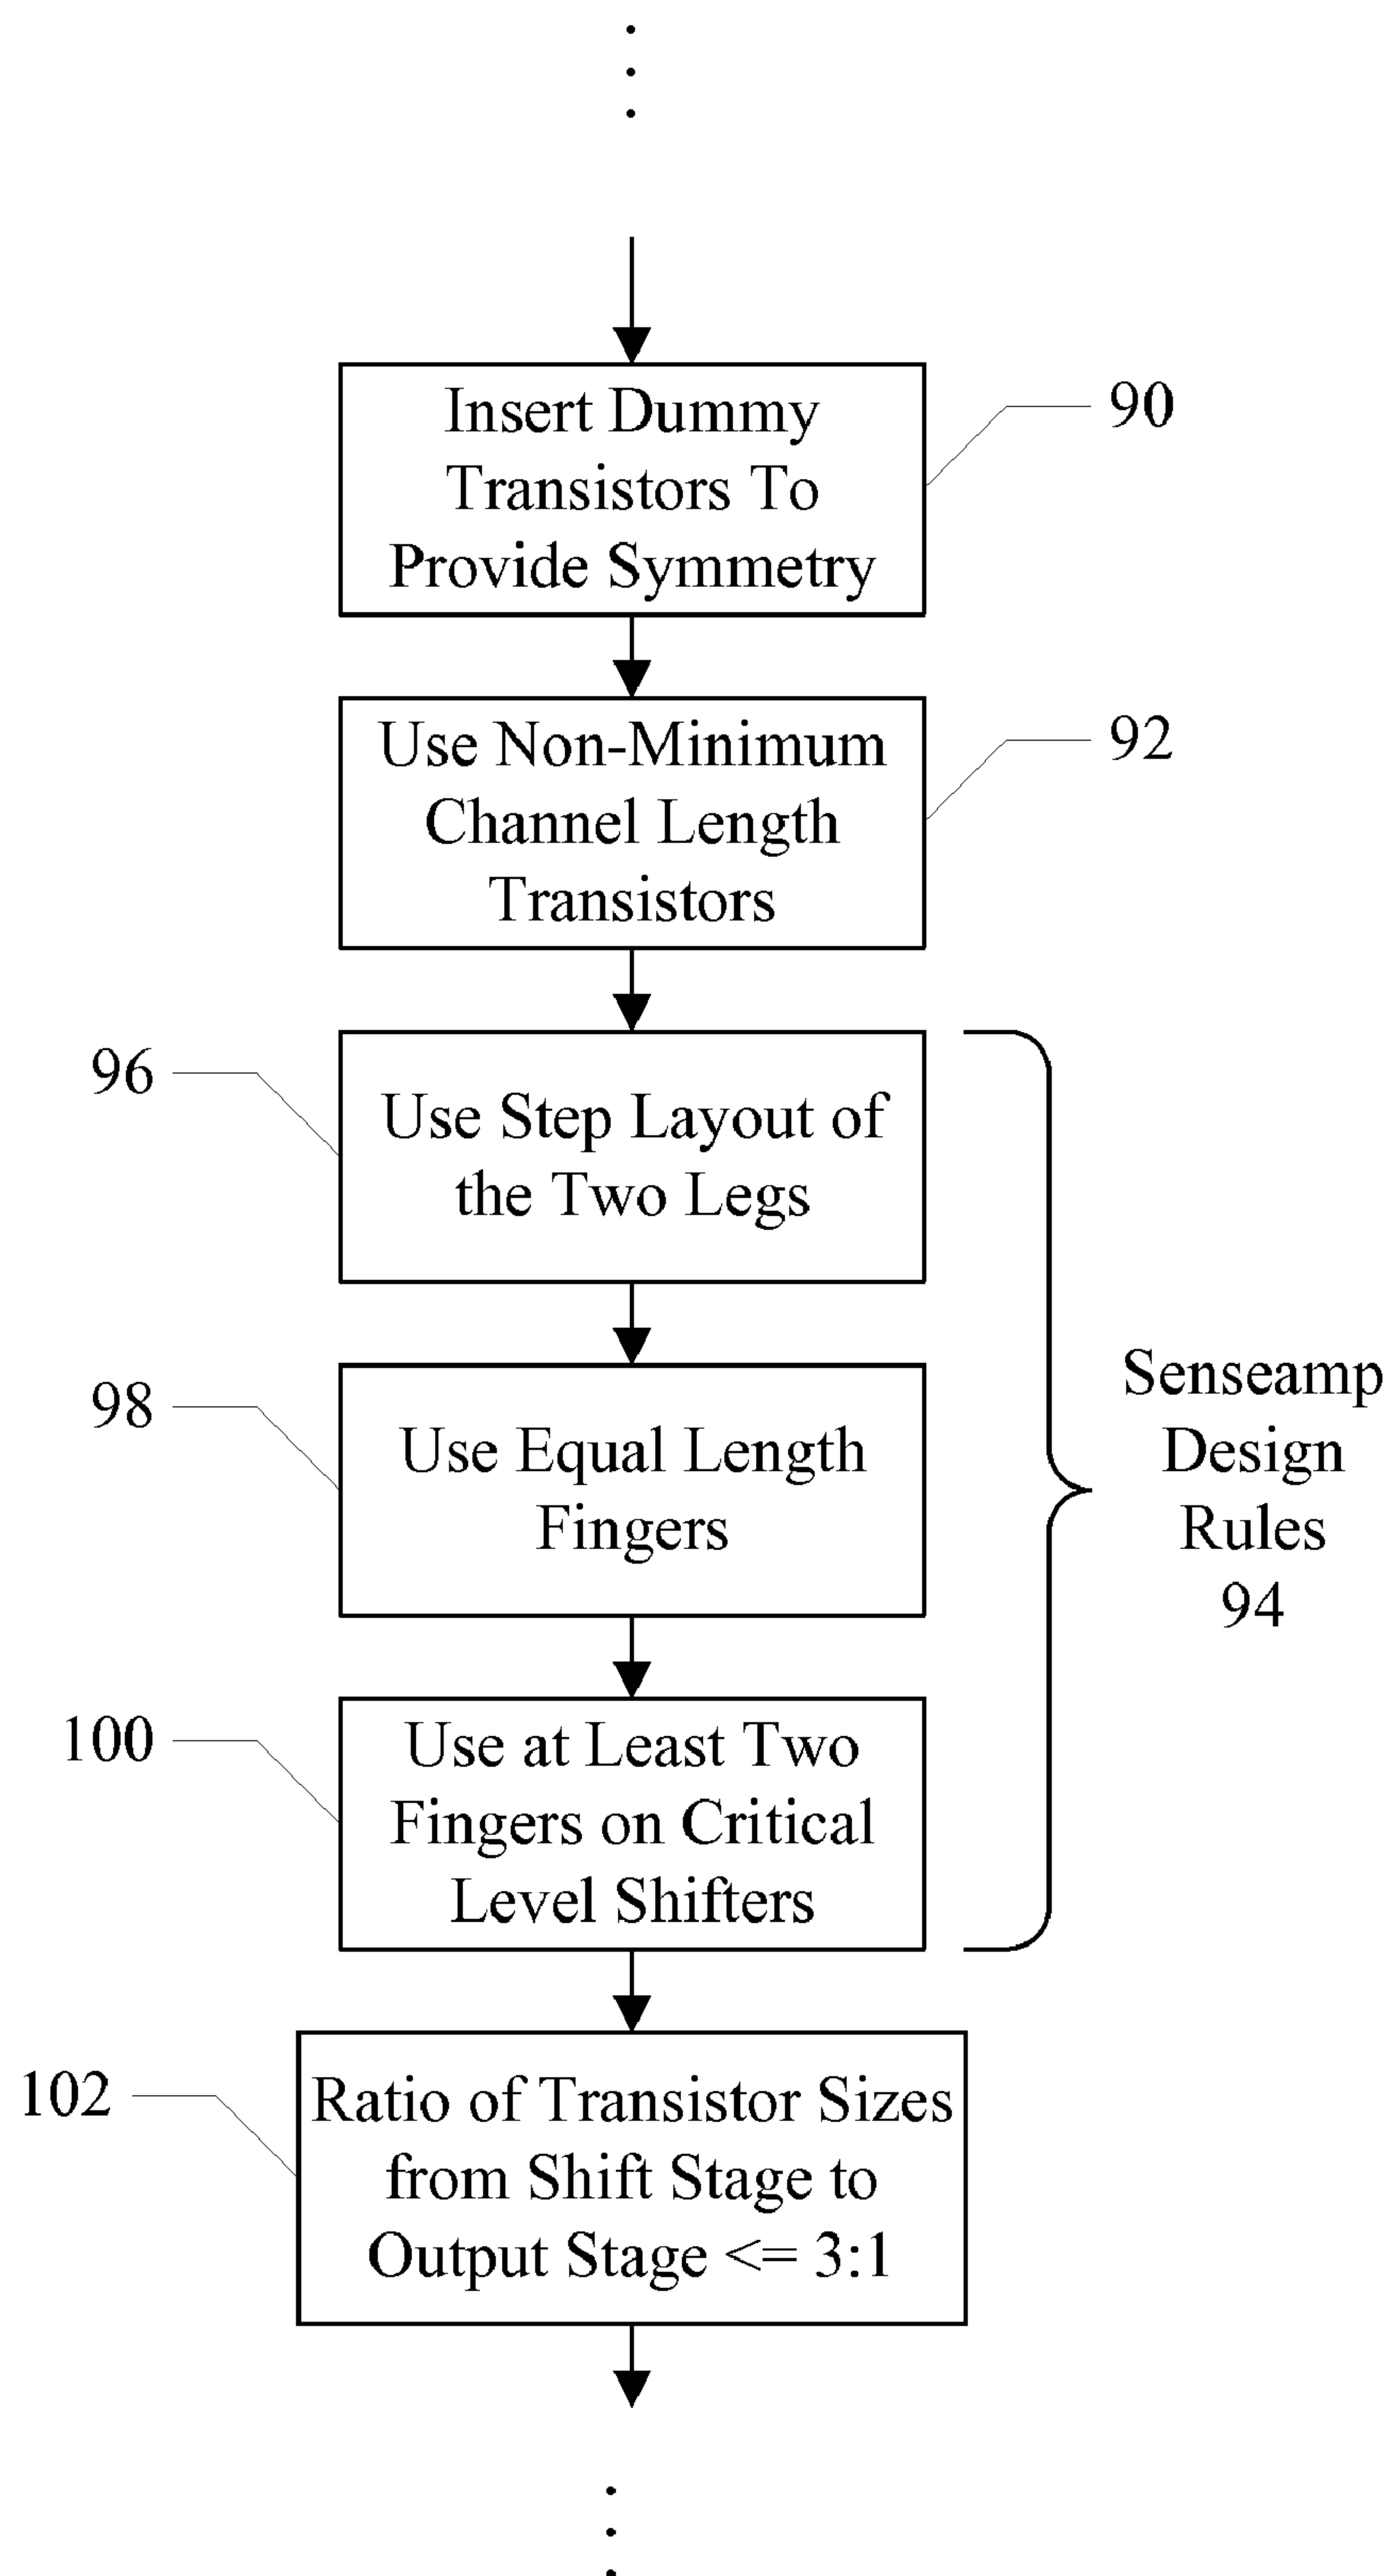 Insert Dummy
Transistors To
Provide Symmetry
90
Use Non-Minimum
Channel Length
Transistors
92
96
Use Step Layout of
the Two Legs
98
Use Equal Length
Fingers
Senseamp
Design
Rules
94
100
Use at Least Two
Fingers on Critical
Level Shifters
102
Ratio of Transistor Sizes
from Shift Stage to
Output Stage <= 3:1